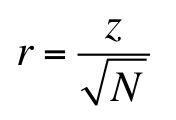 r = z / √N